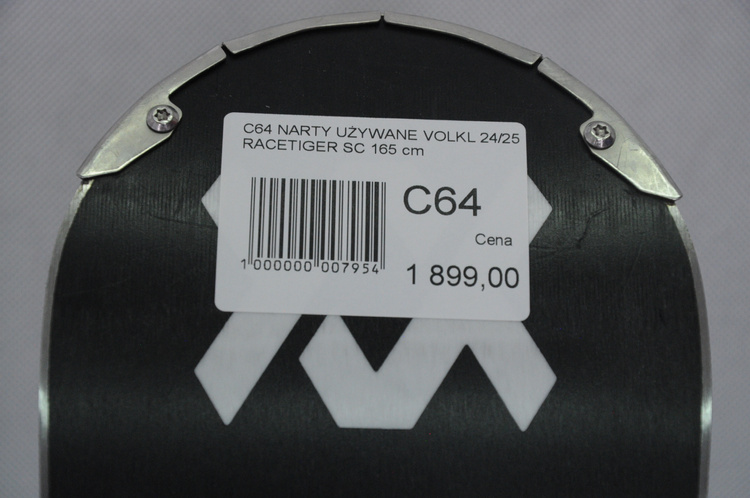 C64 NARTY UŻYWANE VOLKL 24/25
RACETIGER SC 165 cm
C64
Cena
1 000000 007954
1 899,00